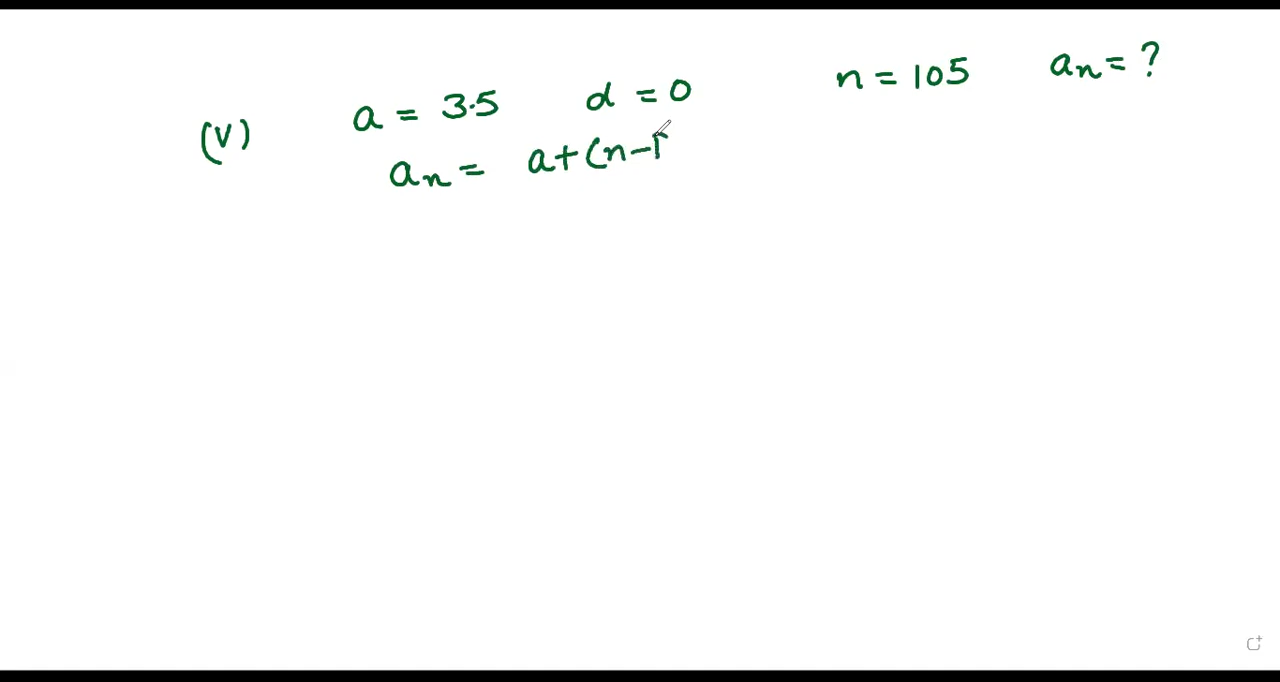 (v) a = 3.5 d = 0 n = 105 an = ?
an = a+(n-1